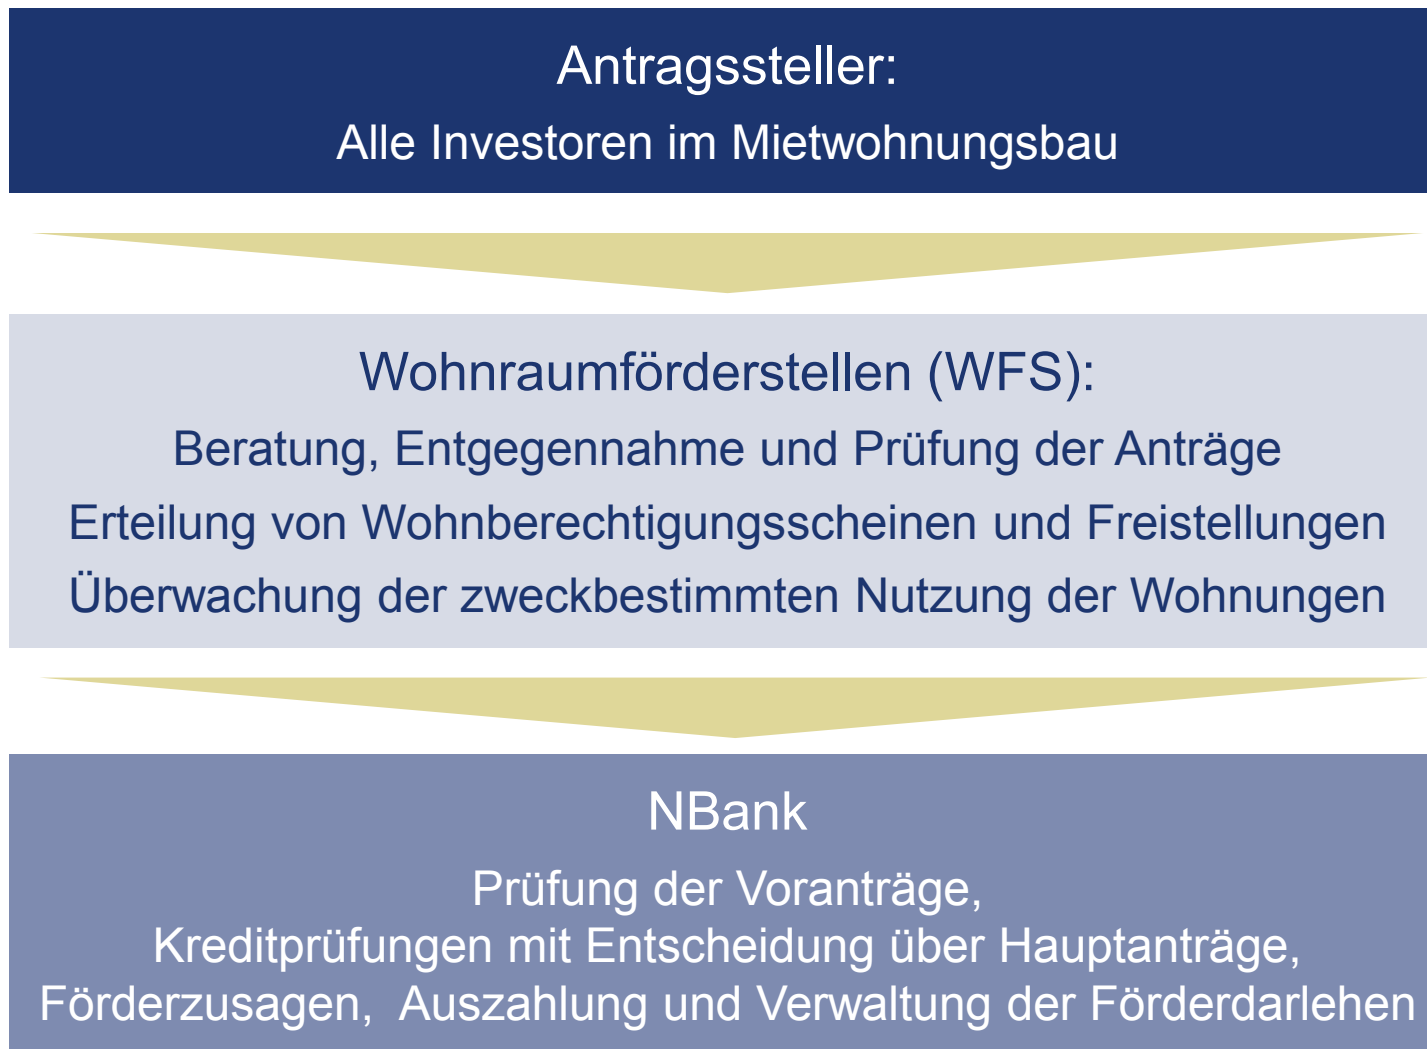 Antragssteller:
Alle Investoren im Mietwohnungsbau
Wohnraumförderstellen (WFS):
Beratung, Entgegennahme und Prüfung der Anträge
Erteilung von Wohnberechtigungsscheinen und Freistellungen
Überwachung der zweckbestimmten Nutzung der Wohnungen
NBank
Prüfung der Voranträge,
Kreditprüfungen mit Entscheidung über Hauptanträge,
Förderzusagen,  Auszahlung und Verwaltung der Förderdarlehen